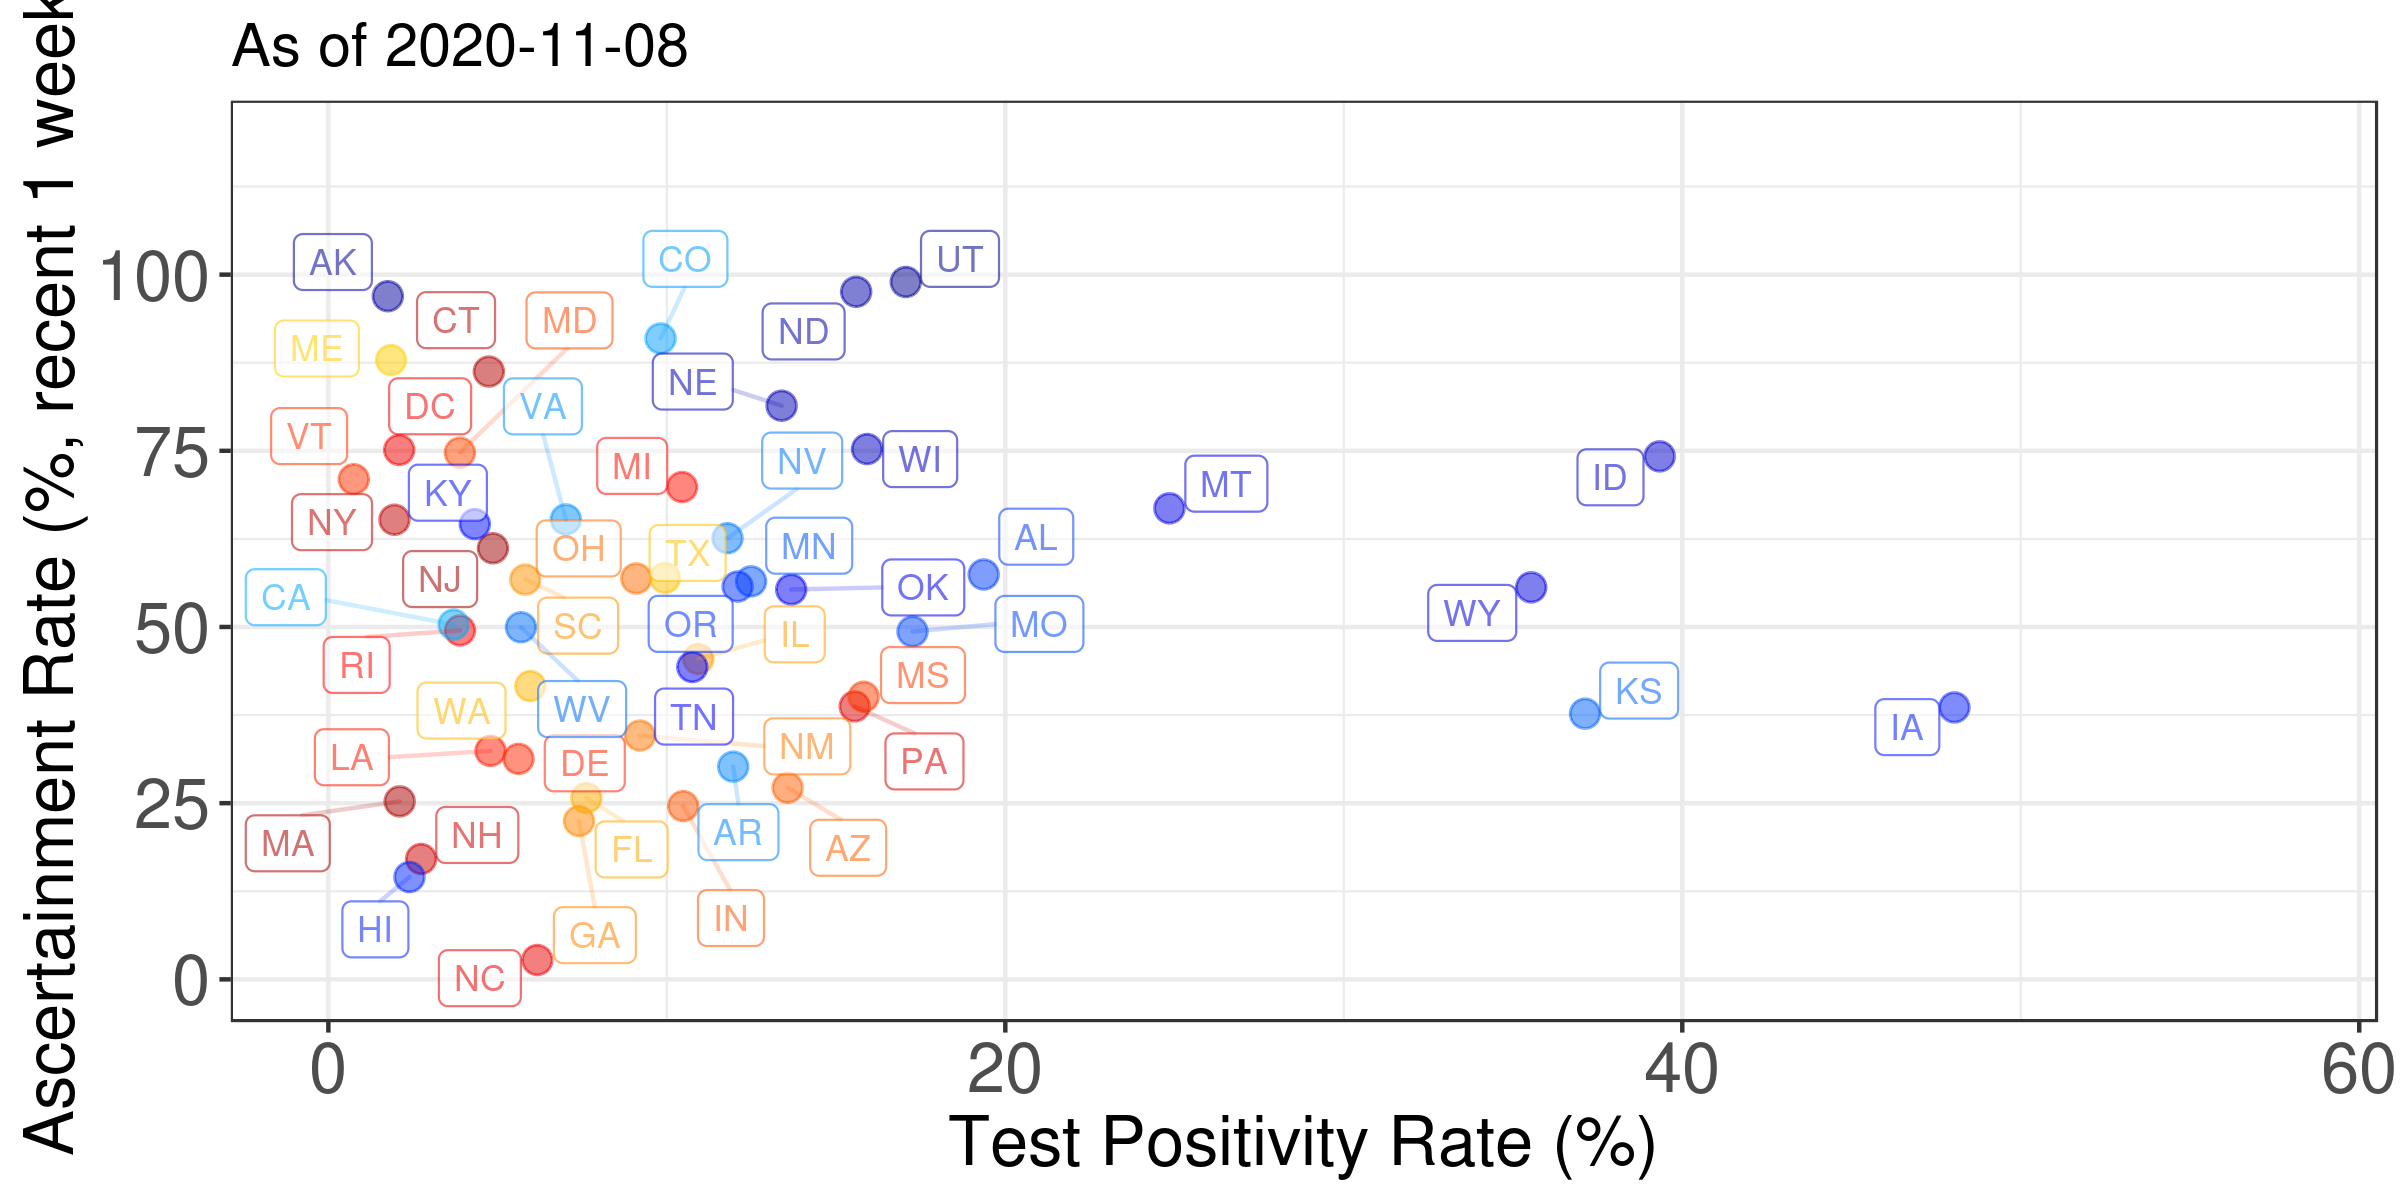 As of 2020-11-08
Ascertainment Rate (%, recent 1 week
100
75
50
25
0
AK
CO
UT
CT
MD
ND
ME
NE
DC
VA
VT
MI
NV
WI
ID
KY
MT
NY
OH
TX
MN
AL
NJ
CA
OK
SC
OR
IL
MO
WY
RI
MS
WA
WV
TN
KS
IA
LA
DE
NM
PA
MA
NH
FL
AR
AZ
HI
GA
IN
NC
0
20
40
60
Test Positivity Rate (%)